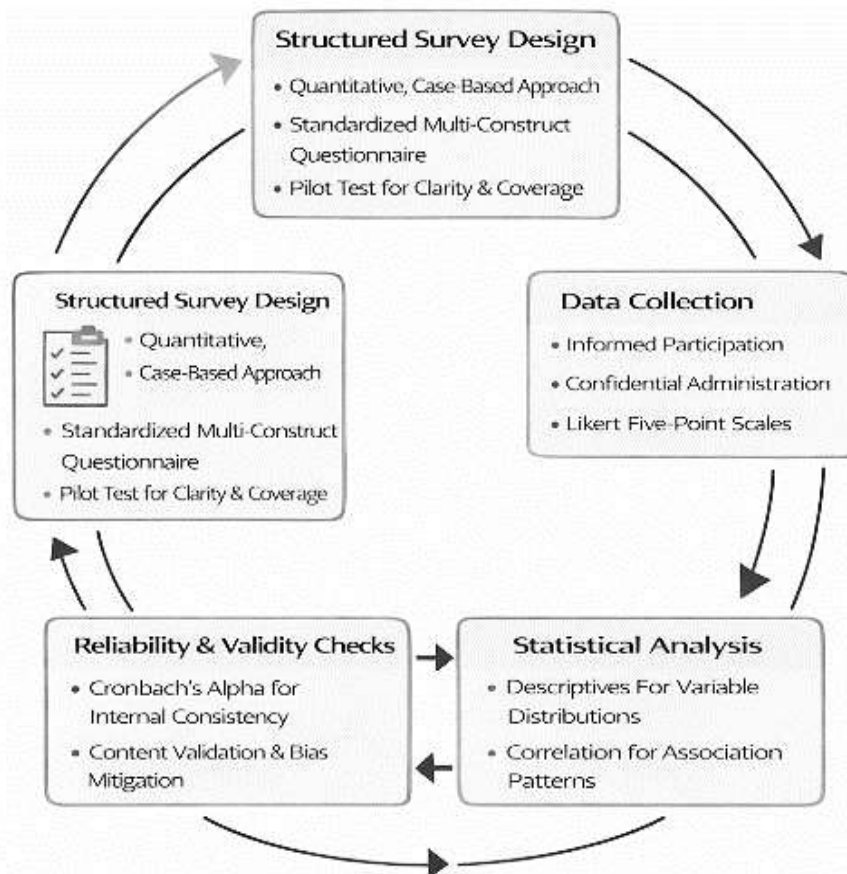 Structured Survey Design
• Quantitative, Case-Based Approach
• Standardized Multi-Construct
Questionnaire
• Pilot Test for Clarity & Coverage
Structured Survey Design
• Quantitative,
• Case-Based Approach
• Standardized Multi-Construct
Questionnaire
• Pilot Test for Clarity & Coverage
Data Collection
• Informed Participation
• Confidential Administration
• Likert Five-Point Scales
Reliability & Validity Checks
• Cronbach's Alpha for
Internal Consistency
• Content Validation & Bias
Mitigation
Statistical Analysis
• Descriptives For Variable
Distributions
• Correlation for Association
Patterns